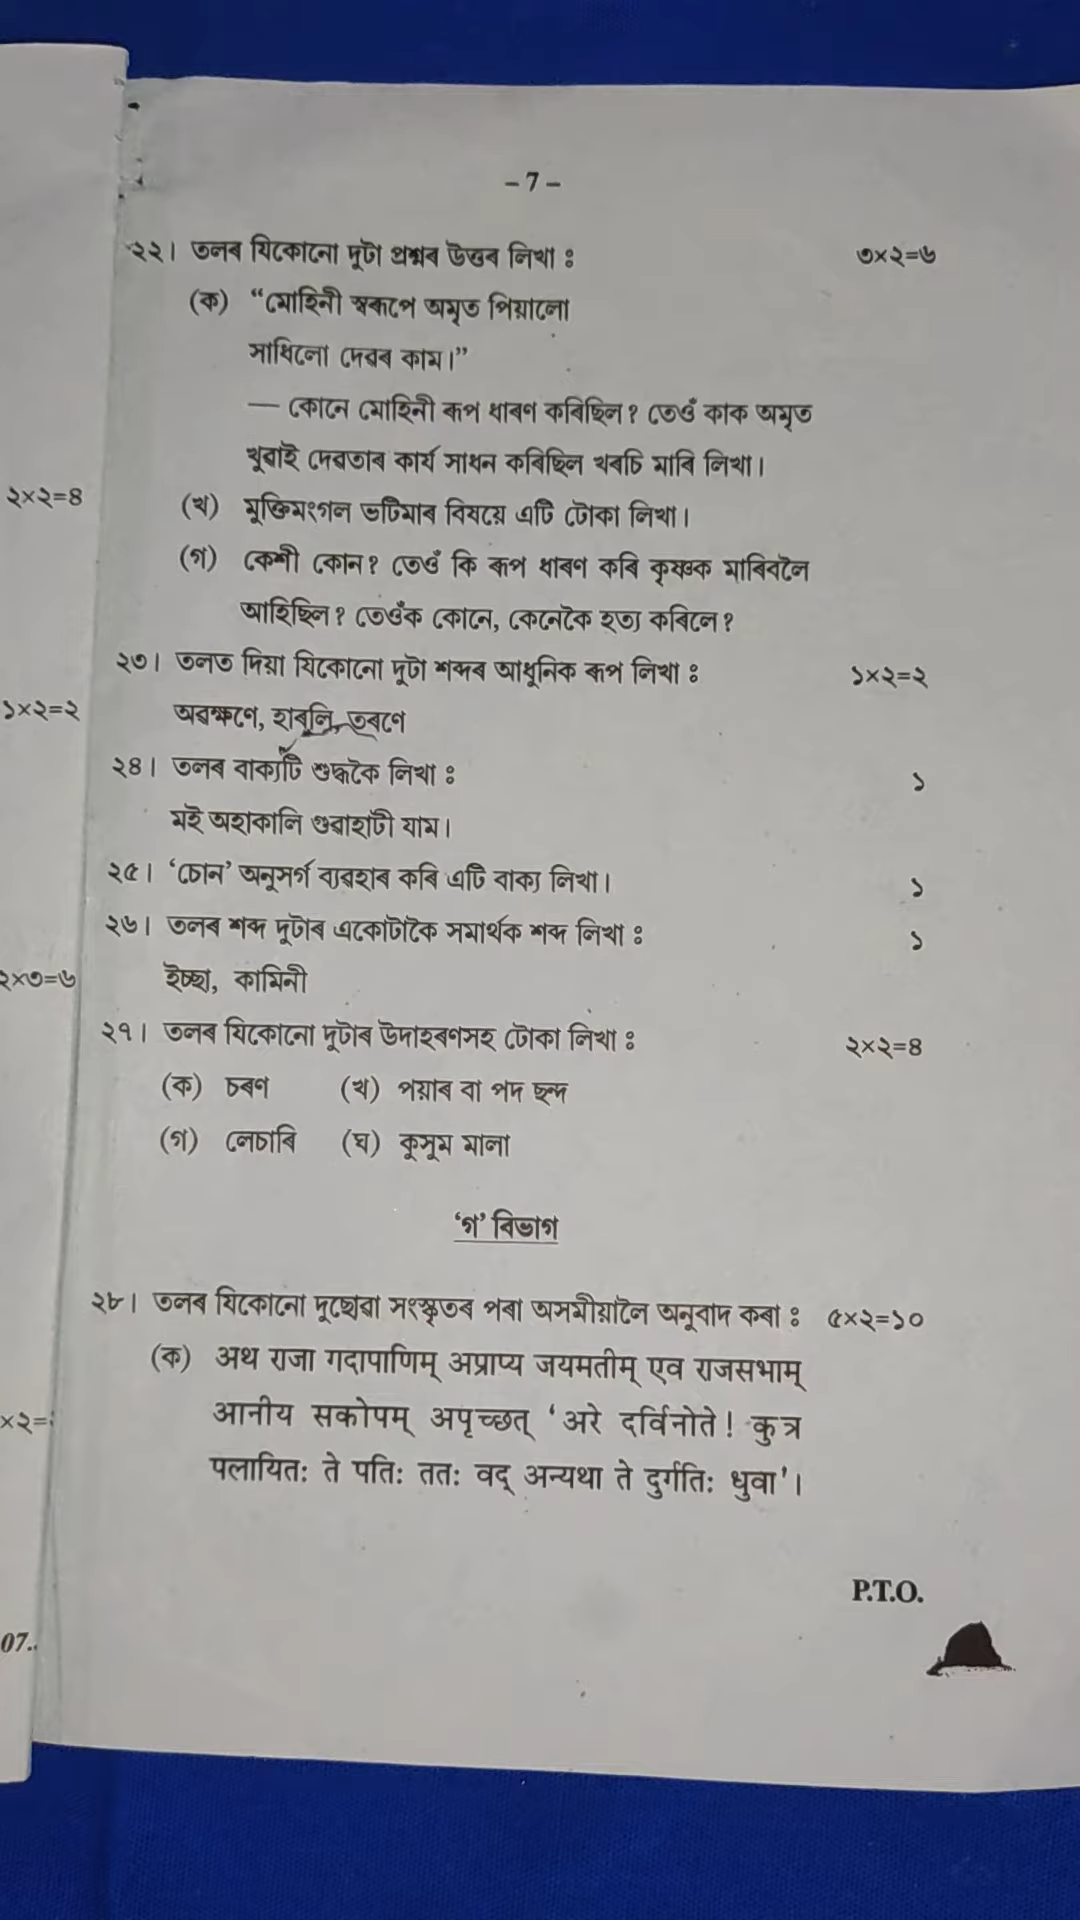 – 7 –
২২। তলৰ যিকোনো দুটা প্ৰশ্নৰ উত্তৰ লিখা ঃ ৩×২=৬
(ক) “মোহিনী স্বৰূপে অমৃত পিয়ালো
সাধিলো দেৱৰ কাম।”
— কোনে মোহিনী ৰূপ ধাৰণ কৰিছিল? তেওঁ কাক অমৃত
খুৱাই দেৱতাৰ কাৰ্য সাধন কৰিছিল খৰচি মাৰি লিখা।
২×২=৪
(খ) মুক্তিমংগল ভটিমাৰ বিষয়ে এটি টোকা লিখা।
(গ) কেশী কোন? তেওঁ কি ৰূপ ধাৰণ কৰি কৃষ্ণক মাৰিবলৈ
আহিছিল? তেওঁক কোনে, কেনেকৈ হত্য কৰিলে?
২৩। তলত দিয়া যিকোনো দুটা শব্দৰ আধুনিক ৰূপ লিখা ঃ ১×২=২
১×২=২
অৱক্ষণে, হাৰলি, তৰণে
২৪। তলৰ বাক্যটি শুদ্ধকৈ লিখা ঃ ১
মই অহাকালি গুৱাহাটী যাম।
২৫। ‘চোন’ অনুসৰ্গ ব্যৱহাৰ কৰি এটি বাক্য লিখা। ১
২৬। তলৰ শব্দ দুটাৰ একোটাকৈ সমাৰ্থক শব্দ লিখা ঃ ১
২×৩=৬
ইচ্ছা, কামিনী
২৭। তলৰ যিকোনো দুটাৰ উদাহৰণসহ টোকা লিখা ঃ ২×২=৪
(ক) চৰণ (খ) পয়াৰ বা পদ ছন্দ
(গ) লেচাৰি (ঘ) কুসুম মালা
‘গ’ বিভাগ
২৮। তলৰ যিকোনো দুছোৱা সংস্কৃতৰ পৰা অসমীয়ালৈ অনুবাদ কৰা ঃ ৫×২=১০
(ক) अथ राजा गदापाणिम् अप्राप्य जयमतीम् एव राजसभाम्
आनीय सकोपम् अपृच्छत् ‘अरे दर्विनोते! कुत्र
×২=
पलायितः ते पतिः ततः वद् अन्यथा ते दुर्गतिः धुवा’।
P.T.O.
07..